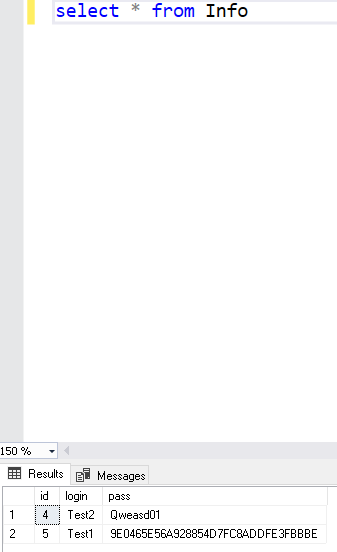 select * from Info
150 %
Results Messages
id login pass
1 4 Test2 Qweasd01
2 5 Test1 9E0465E56A928854D7FC8ADDFE3FBBBE